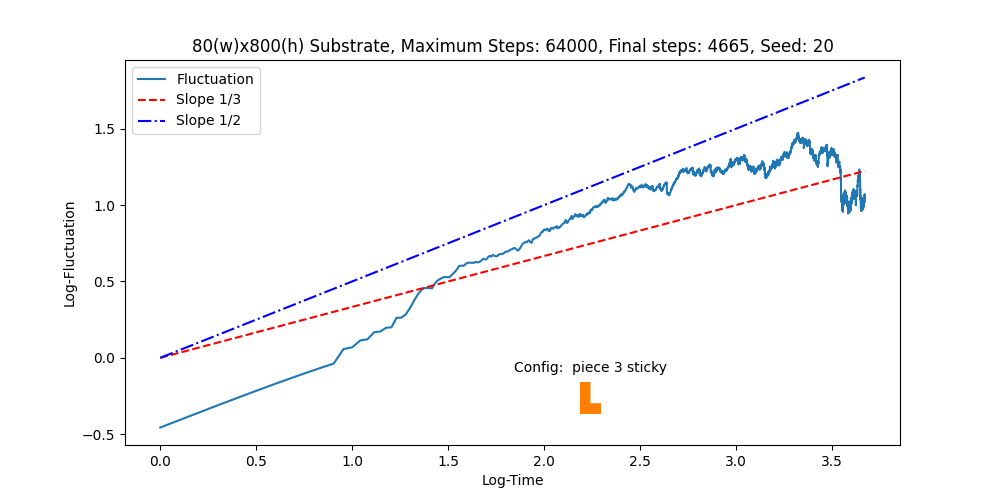 80(w)x800(h) Substrate, Maximum Steps: 64000, Final steps: 4665, Seed: 20
Fluctuation
Slope 1/3
Slope 1/2
Log-Fluctuation
1.5
1.0
0.5
0.0
−0.5
Config:  piece 3 sticky
0.0 0.5 1.0 1.5 2.0 2.5 3.0 3.5
Log-Time